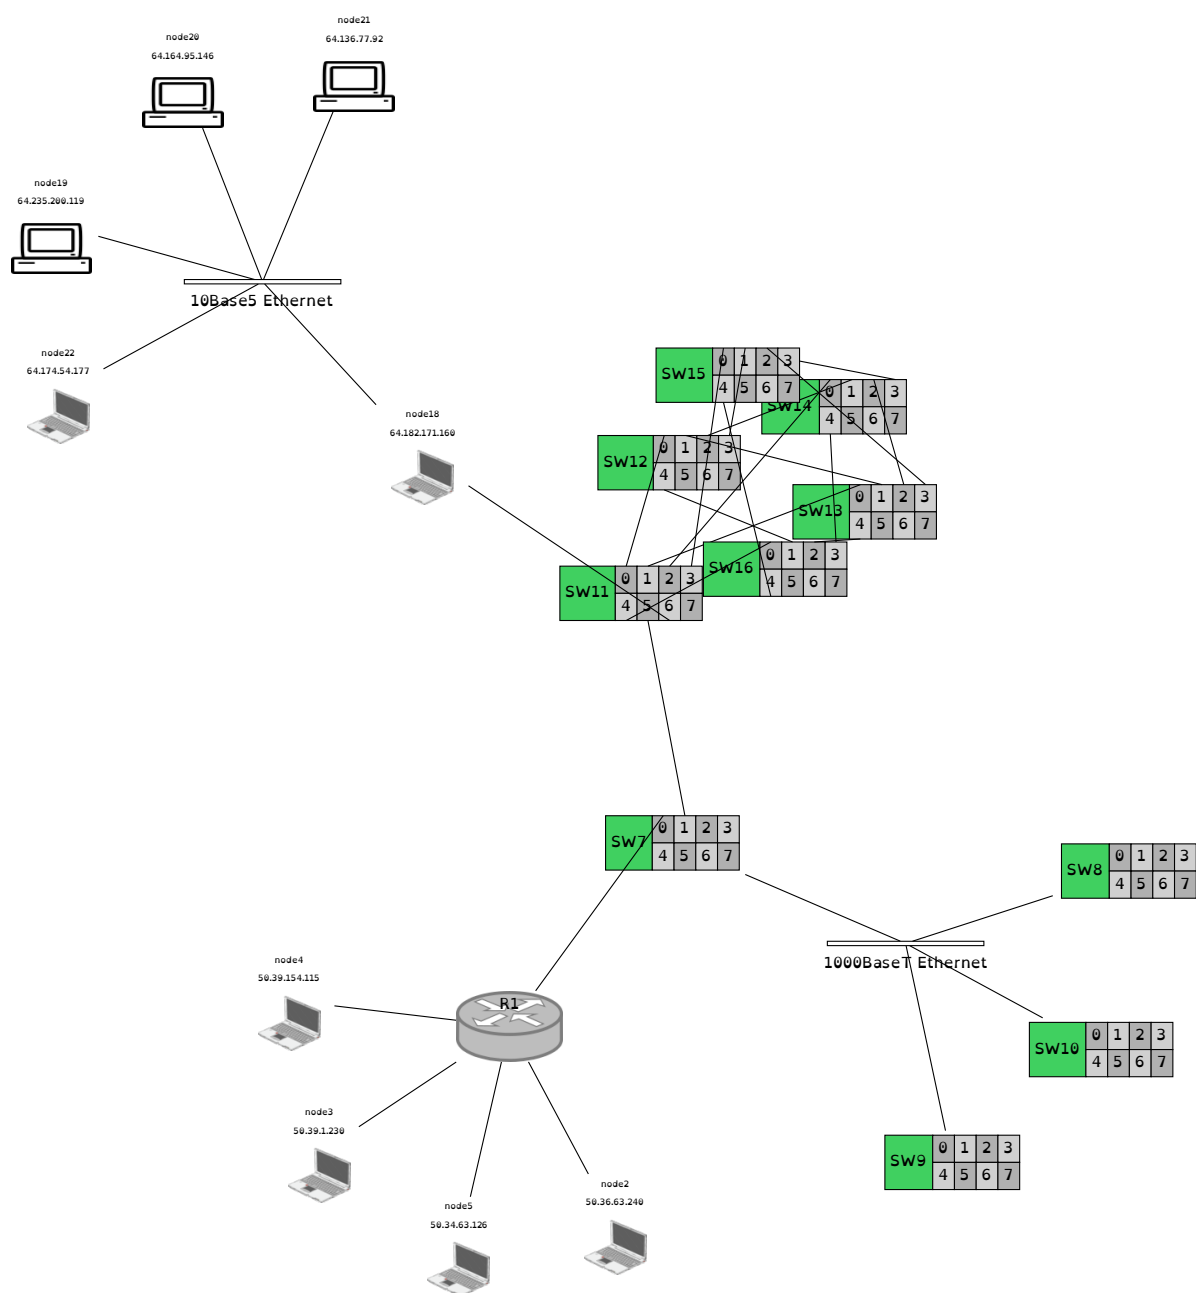 node21
64.136.77.92
node20
64.164.95.146
node19
64.235.200.119
10Base5 Ethernet
node22
64.174.54.177
node18
64.182.171.160
SW15 0 1 2 3
4 5 6 7
SW14 0 1 2 3
4 5 6 7
SW12 0 1 2 3
4 5 6 7
SW13 0 1 2 3
4 5 6 7
SW16 0 1 2 3
4 5 6 7
SW11 0 1 2 3
4 5 6 7
SW7 0 1 2 3
4 5 6 7
SW8 0 1 2 3
4 5 6 7
1000BaseT Ethernet
node4
50.39.154.115
R1
SW10 0 1 2 3
4 5 6 7
node3
50.39.1.230
SW9 0 1 2 3
4 5 6 7
node2
50.36.63.240
node5
50.34.63.126